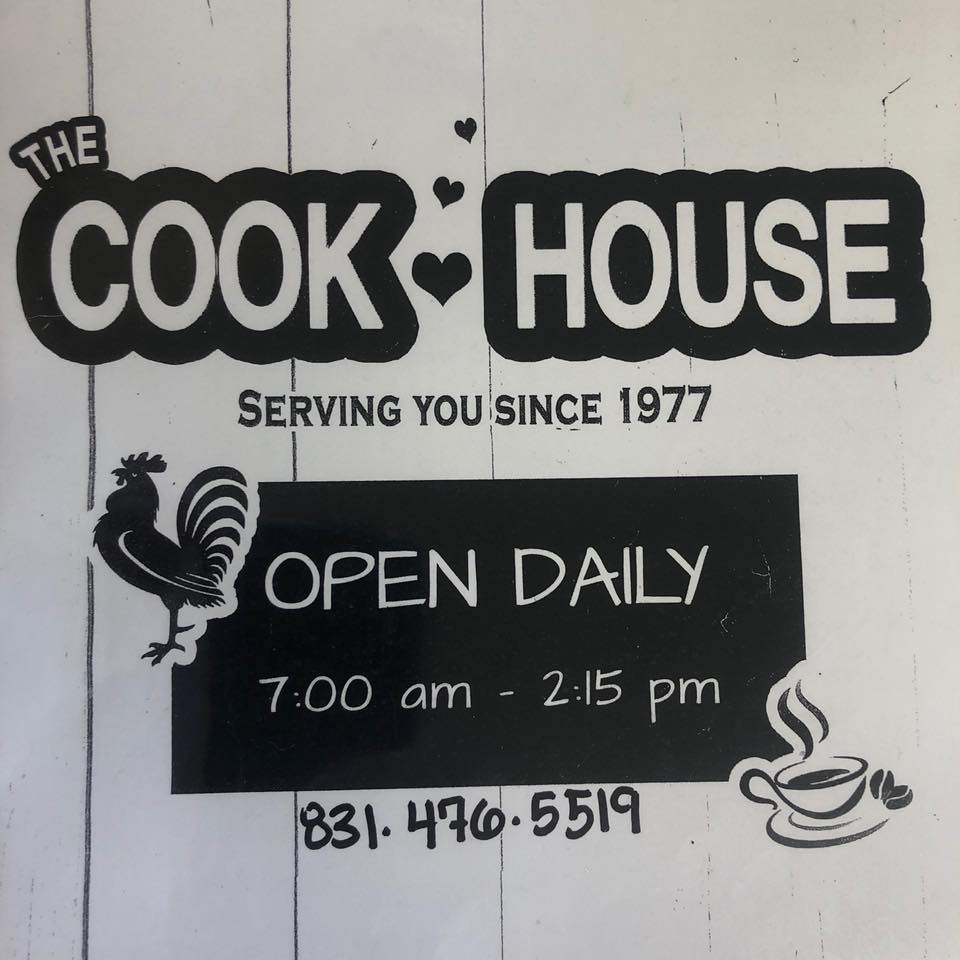 THE
COOK HOUSE
SERVING YOU SINCE 1977
OPEN DAILY
7:00 am - 2:15 pm
831.476.5519